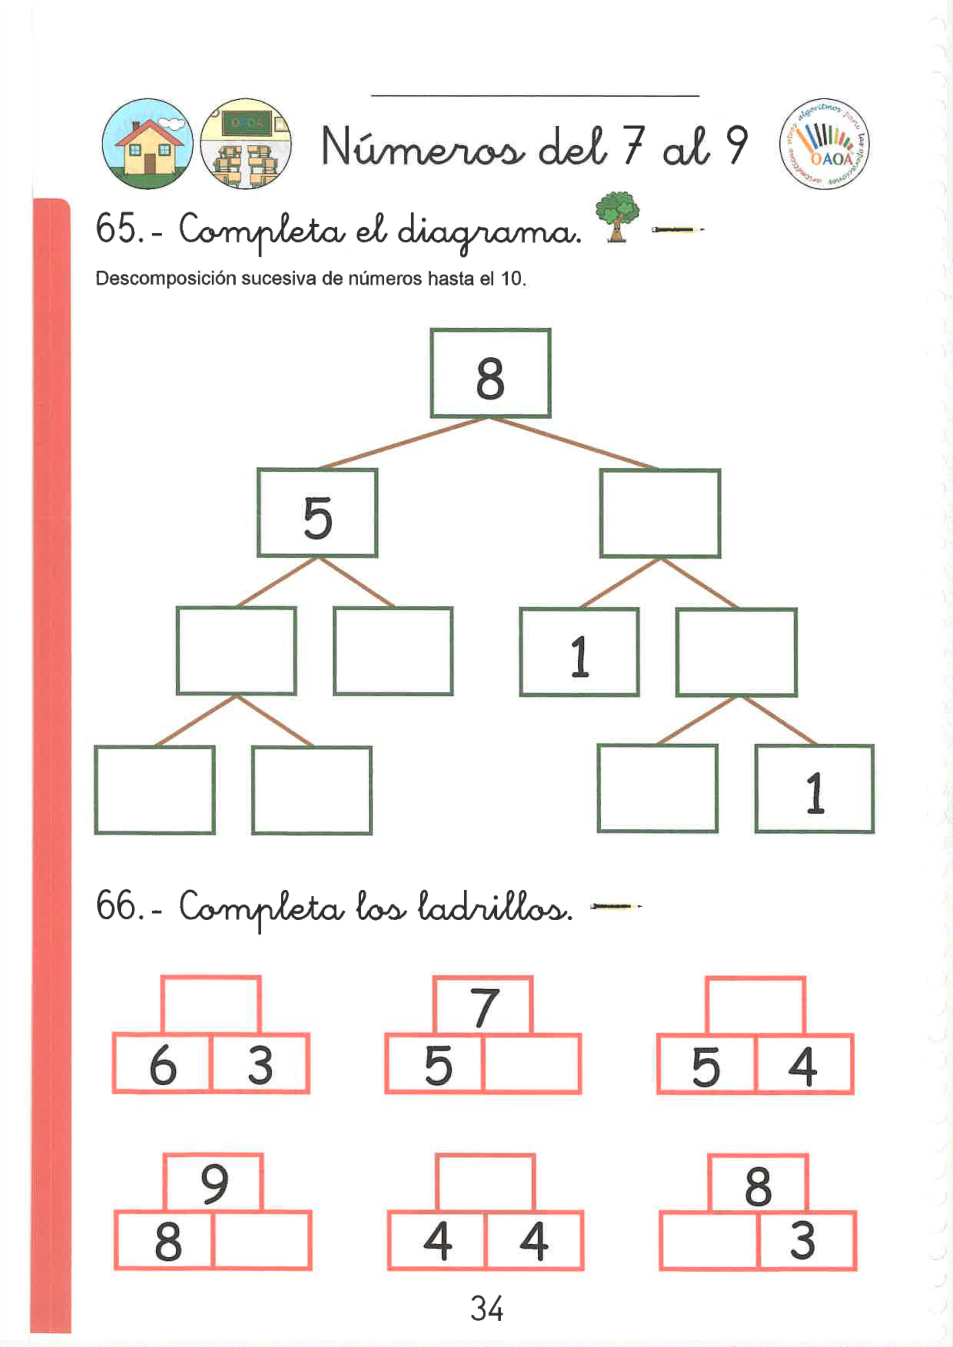 Números del 7 al 9
OAOA
65.- Completa el diagrama.
Descomposición sucesiva de números hasta el 10.
8
5
1
1
66.- Completa los ladrillos.
7
6 3 5 5 4
9 8
8 4 4 3
34